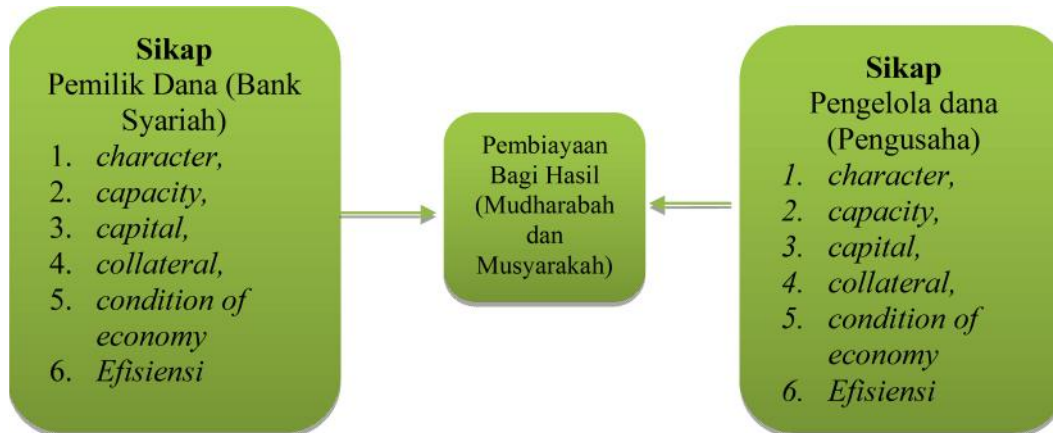 Sikap
Pemilik Dana (Bank
Syariah)
1. character,
2. capacity,
3. capital,
4. collateral,
5. condition of
economy
6. Efisiensi
Pembiayaan
Bagi Hasil
(Mudharabah
dan
Musyarakah)
Sikap
Pengelola dana
(Pengusaha)
1. character,
2. capacity,
3. capital,
4. collateral,
5. condition of
economy
6. Efisiensi